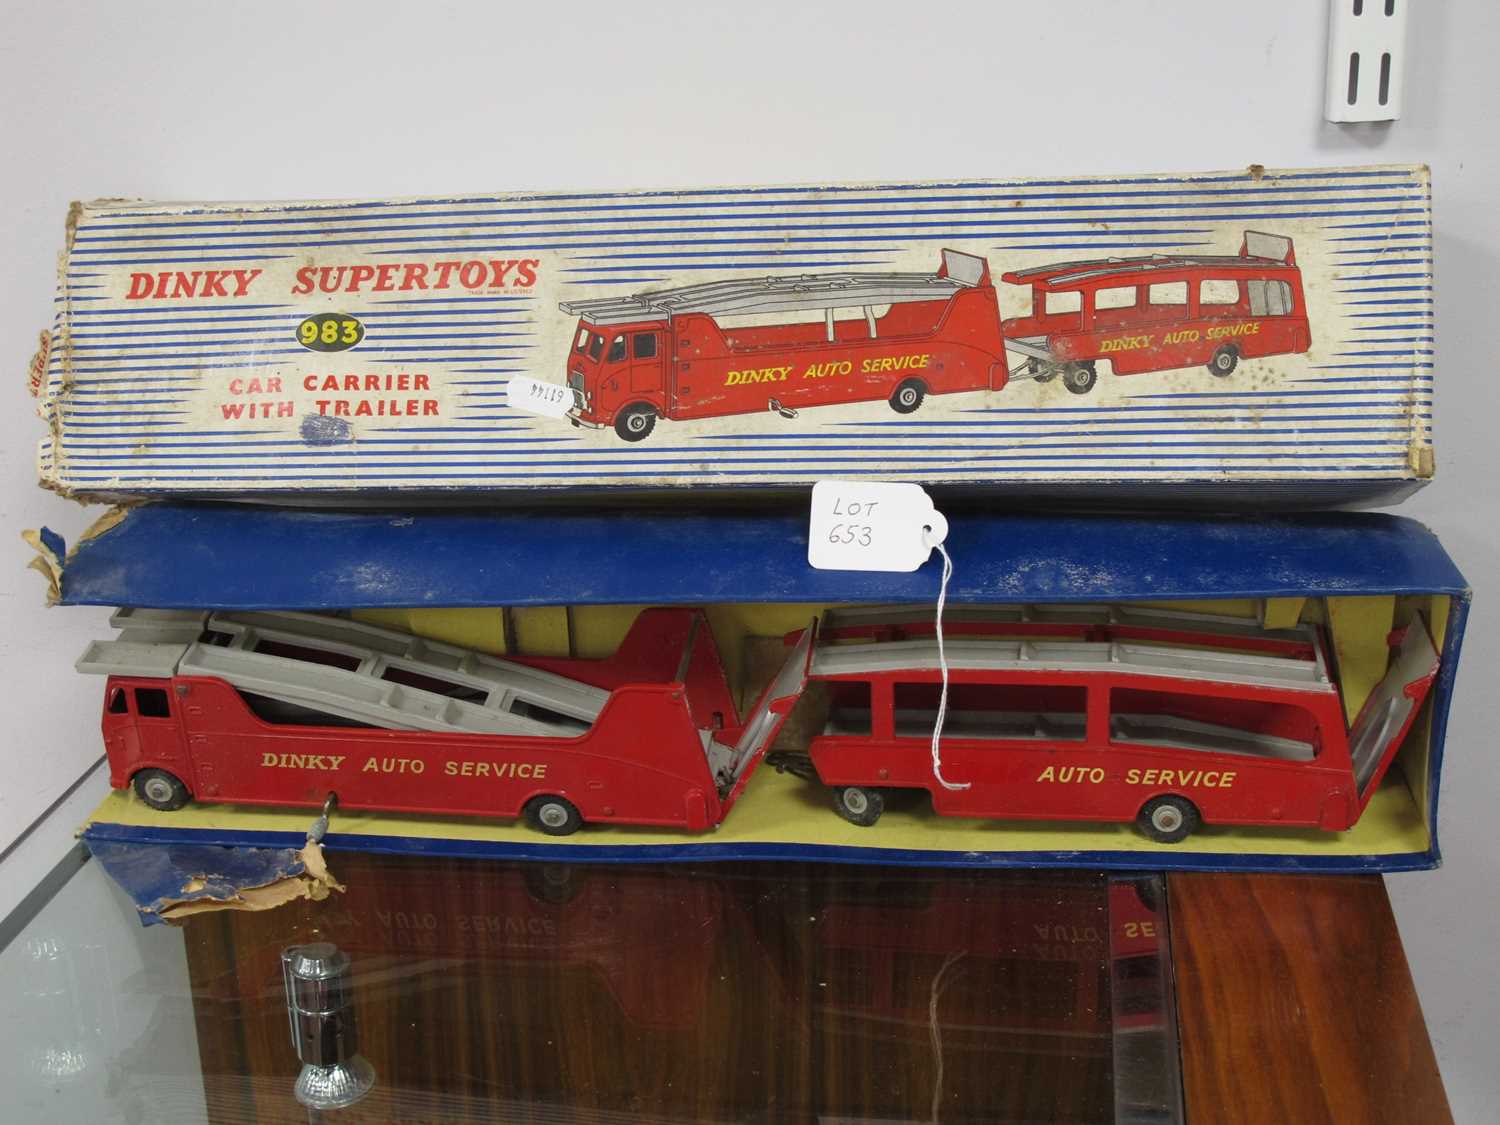 DINKY SUPERTOYS
983
CAR CARRIER
WITH TRAILER
61144
DINKY AUTO SERVICE
DINKY AUTO SERVICE
LOT
653
DINKY AUTO SERVICE
AUTO SERVICE